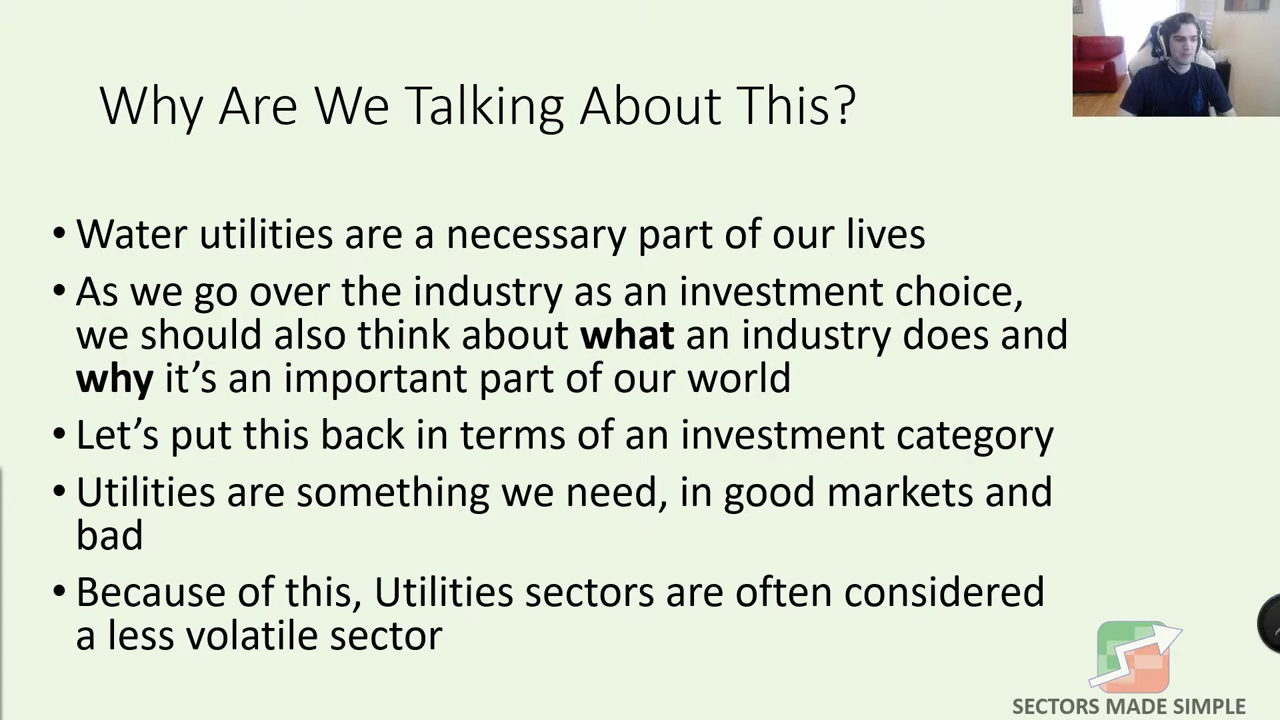 Why Are We Talking About This?
• Water utilities are a necessary part of our lives
• As we go over the industry as an investment choice,
we should also think about what an industry does and
why it’s an important part of our world
• Let’s put this back in terms of an investment category
• Utilities are something we need, in good markets and
bad
• Because of this, Utilities sectors are often considered
a less volatile sector
SECTORS MADE SIMPLE